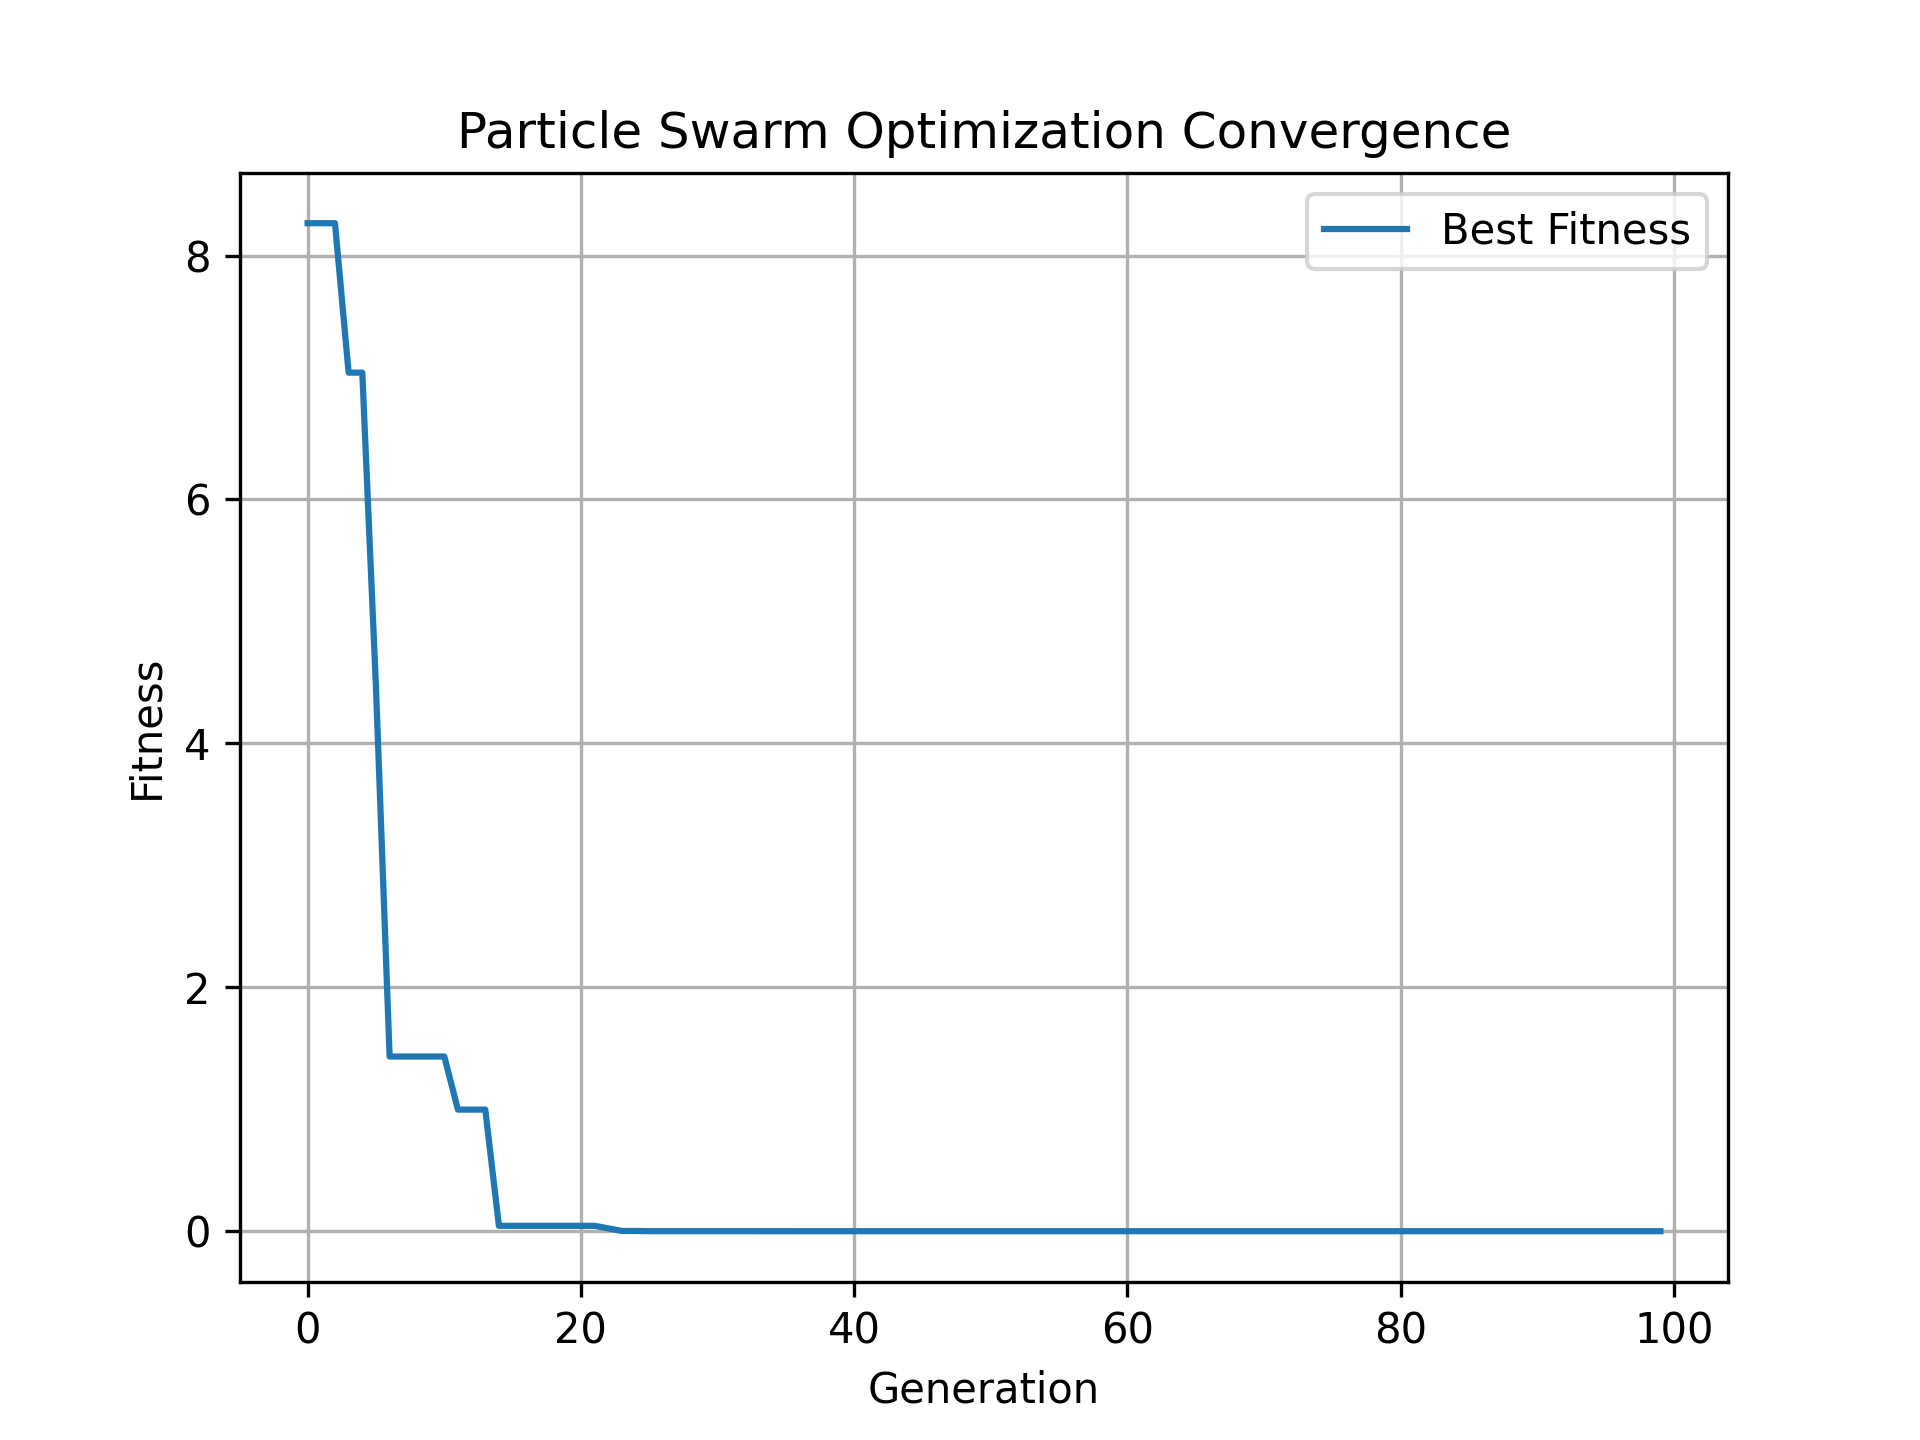 Particle Swarm Optimization Convergence
Best Fitness
8
6
4
2
0
Fitness
0 20 40 60 80 100
Generation